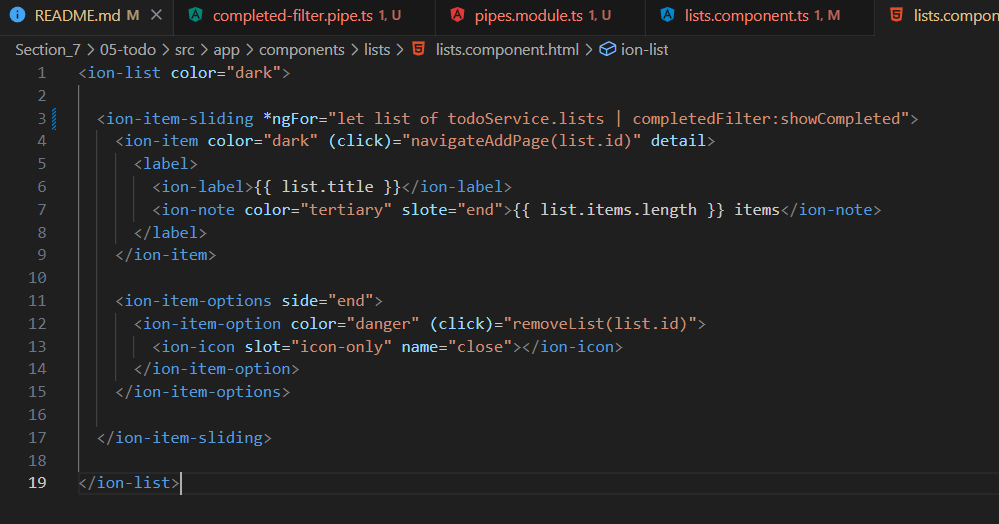 README.md M
completed-filter.pipe.ts 1, U
pipes.module.ts 1, U
lists.component.ts 1, M
lists.compon
Section_7 > 05-todo > src > app > components > lists > lists.component.html > ion-list
1 <ion-list color="dark">
2
3 <ion-item-sliding *ngFor="let list of todoService.lists | completedFilter:showCompleted">
4 <ion-item color="dark" (click)="navigateAddPage(list.id)" detail>
5 <label>
6 <ion-label>{{ list.title }}</ion-label>
7 <ion-note color="tertiary" slote="end">{{ list.items.length }} items</ion-note>
8 </label>
9 </ion-item>
10
11 <ion-item-options side="end">
12 <ion-item-option color="danger" (click)="removeList(list.id)">
13 <ion-icon slot="icon-only" name="close"></ion-icon>
14 </ion-item-option>
15 </ion-item-options>
16
17 </ion-item-sliding>
18
19 </ion-list>